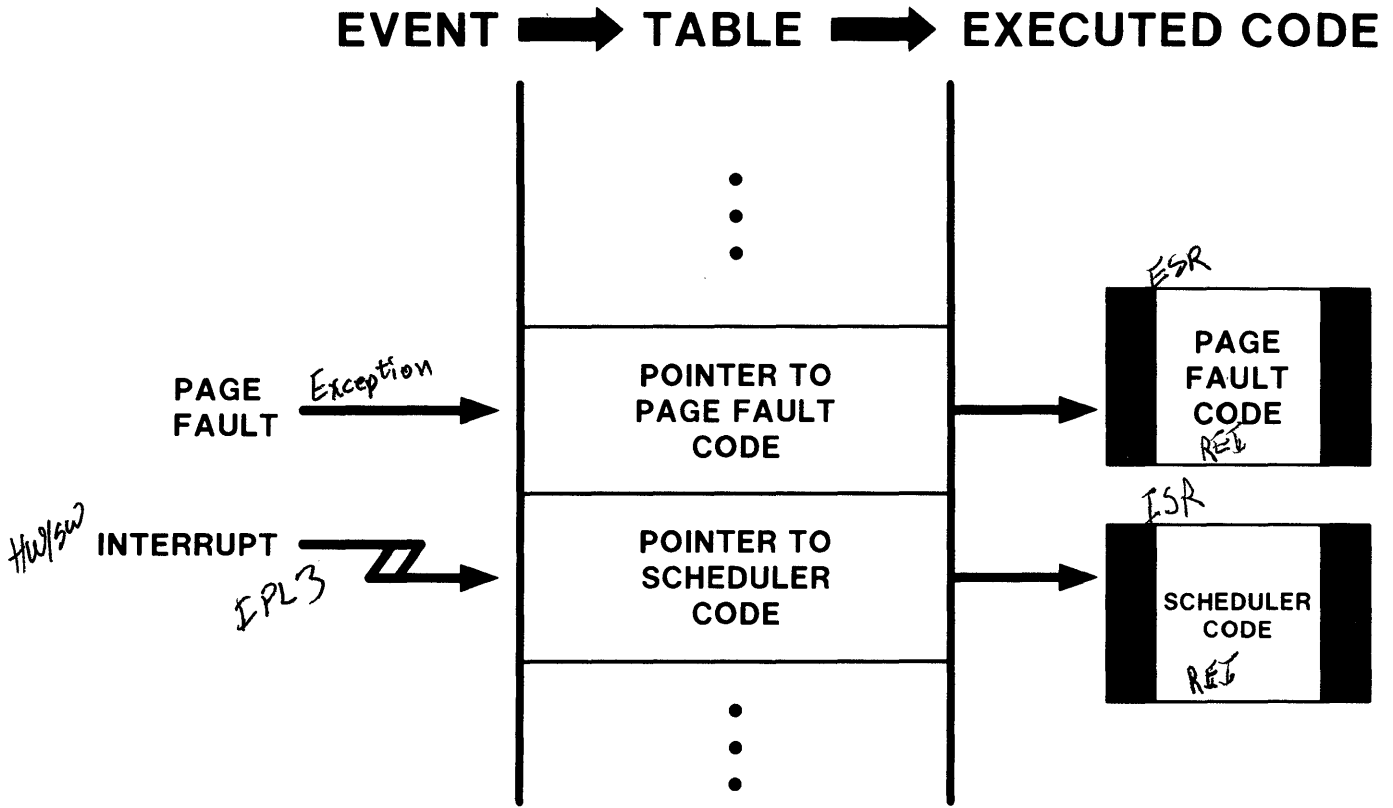 EVENT TABLE EXECUTED CODE
ESR
PAGE
FAULT
Exception
POINTER TO
PAGE FAULT
CODE
PAGE
FAULT
CODE
REI
HW/SW
INTERRUPT
IPL3
POINTER TO
SCHEDULER
CODE
ISR
SCHEDULER
CODE
REI